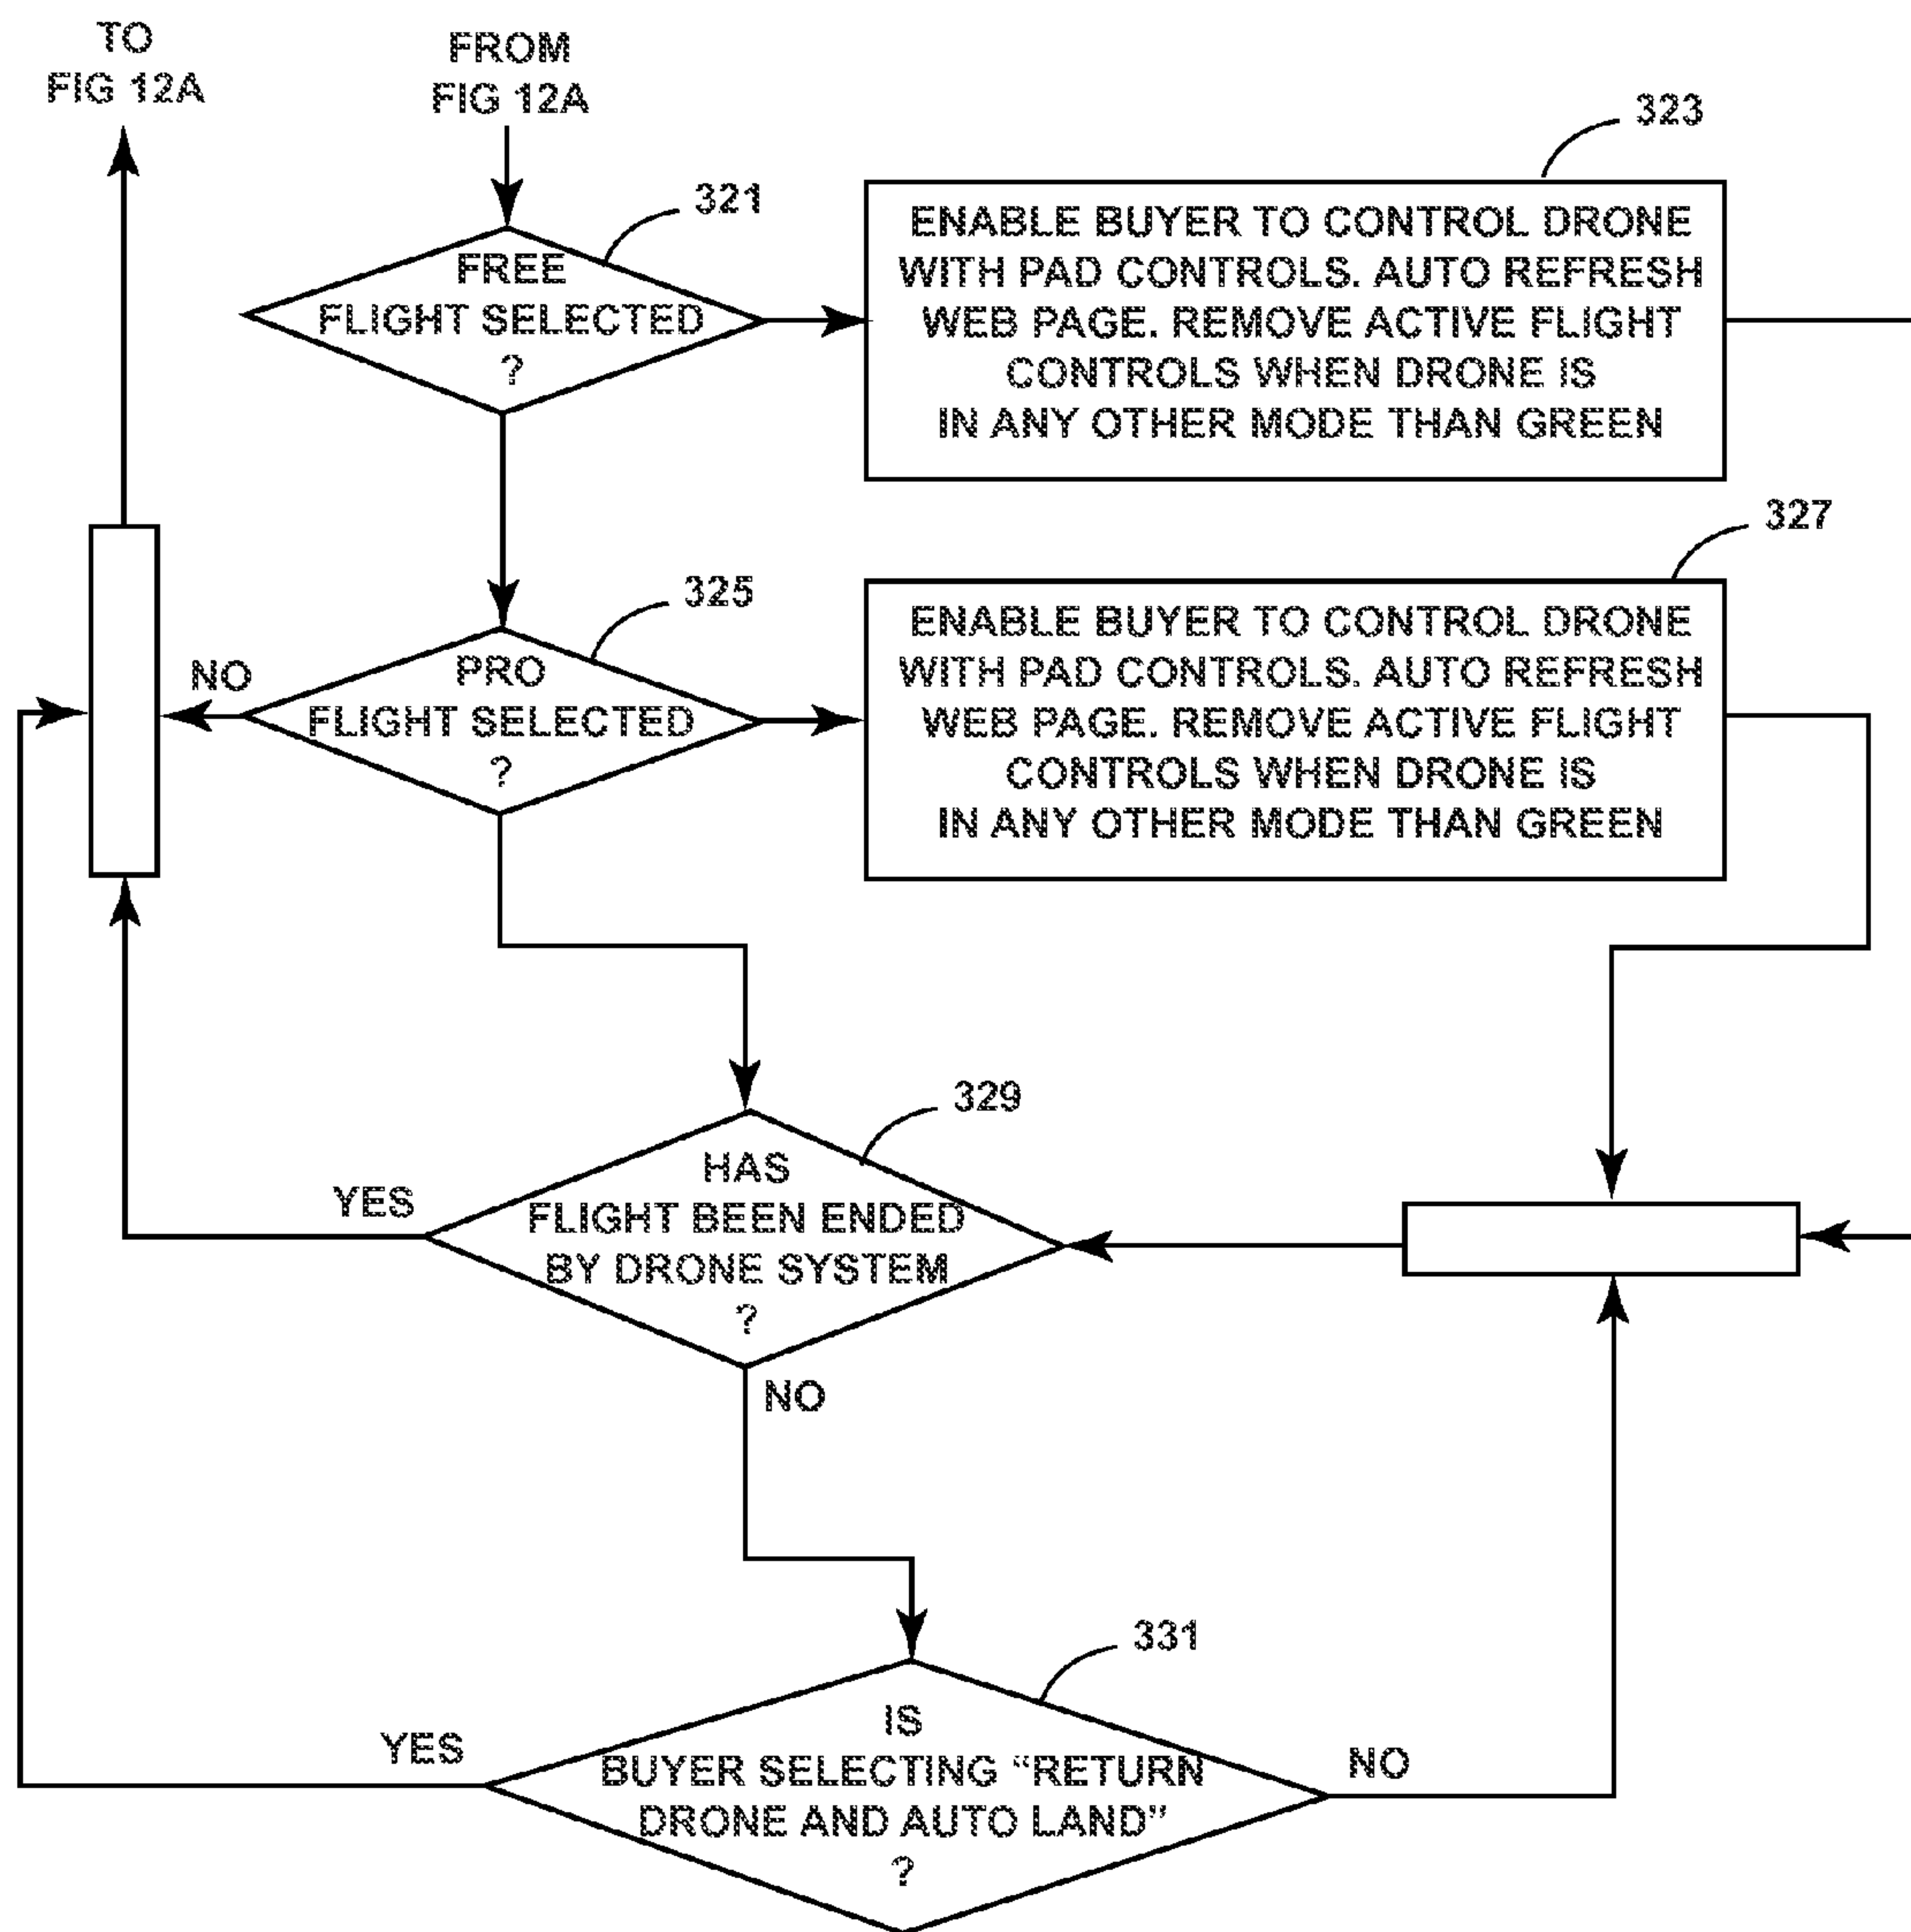 TO
FIG 12A
FROM
FIG 12A
321
FREE
FLIGHT SELECTED
?
323
ENABLE BUYER TO CONTROL DRONE
WITH PAD CONTROLS. AUTO REFRESH
WEB PAGE. REMOVE ACTIVE FLIGHT
CONTROLS WHEN DRONE IS
IN ANY OTHER MODE THAN GREEN
325
NO
PRO
FLIGHT SELECTED
?
327
ENABLE BUYER TO CONTROL DRONE
WITH PAD CONTROLS. AUTO REFRESH
WEB PAGE. REMOVE ACTIVE FLIGHT
CONTROLS WHEN DRONE IS
IN ANY OTHER MODE THAN GREEN
329
YES
HAS
FLIGHT BEEN ENDED
BY DRONE SYSTEM
?
NO
331
YES
IS
BUYER SELECTING “RETURN
DRONE AND AUTO LAND”
?
NO